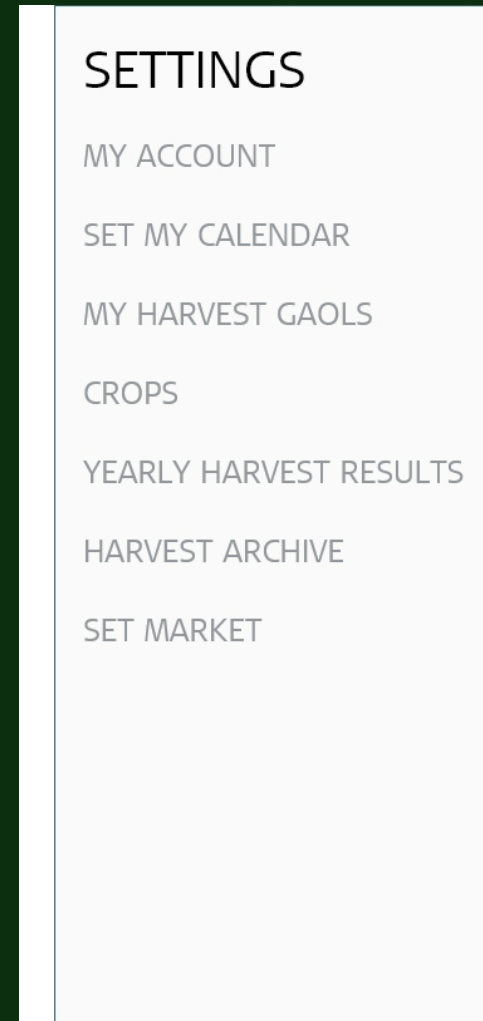 SETTINGS
MY ACCOUNT
SET MY CALENDAR
MY HARVEST GAOLS
CROPS
YEARLY HARVEST RESULTS
HARVEST ARCHIVE
SET MARKET